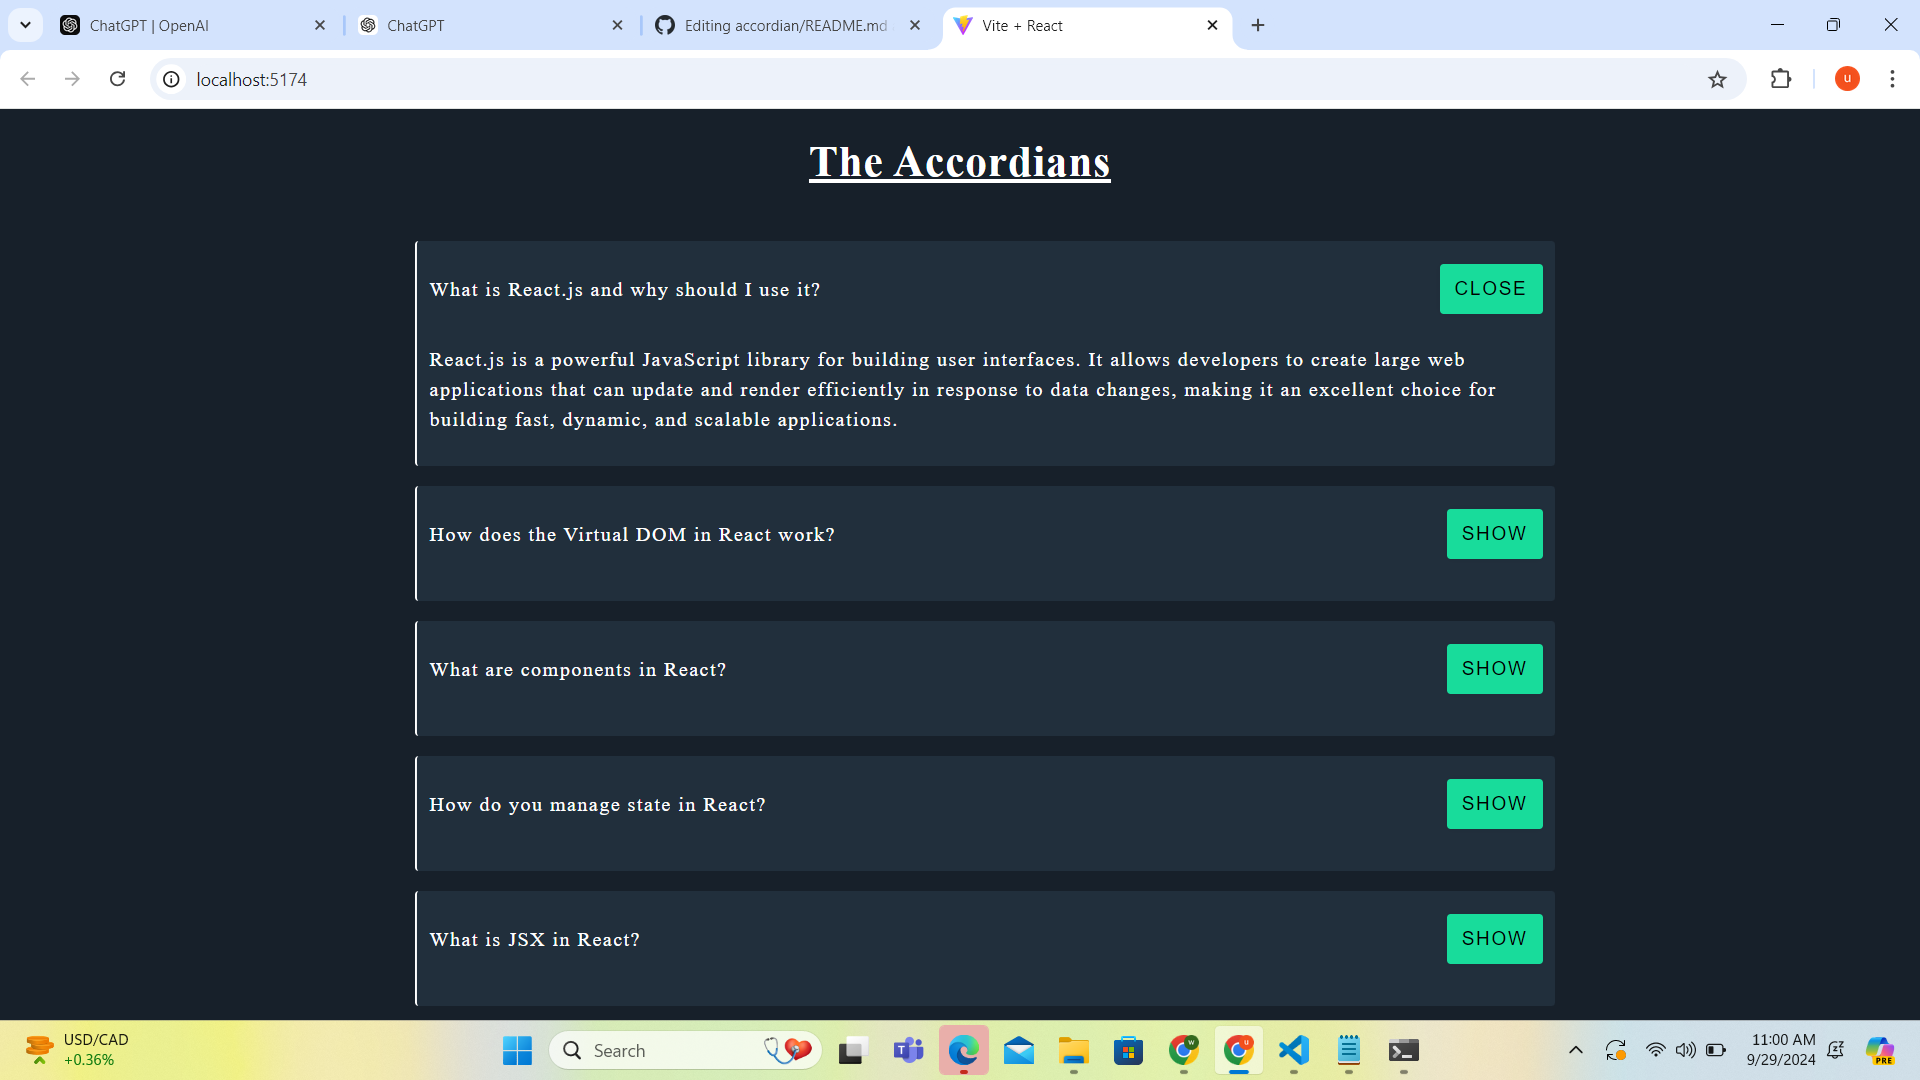 ChatGPT | OpenAI
ChatGPT
Editing accordian/README.md
Vite + React
localhost:5174
u
The Accordians
What is React.js and why should I use it?
CLOSE
React.js is a powerful JavaScript library for building user interfaces. It allows developers to create large web
applications that can update and render efficiently in response to data changes, making it an excellent choice for
building fast, dynamic, and scalable applications.
How does the Virtual DOM in React work?
SHOW
What are components in React?
SHOW
How do you manage state in React?
SHOW
What is JSX in React?
SHOW
USD/CAD
+0.36%
Search
W
u
11:00 AM
9/29/2024
PRE